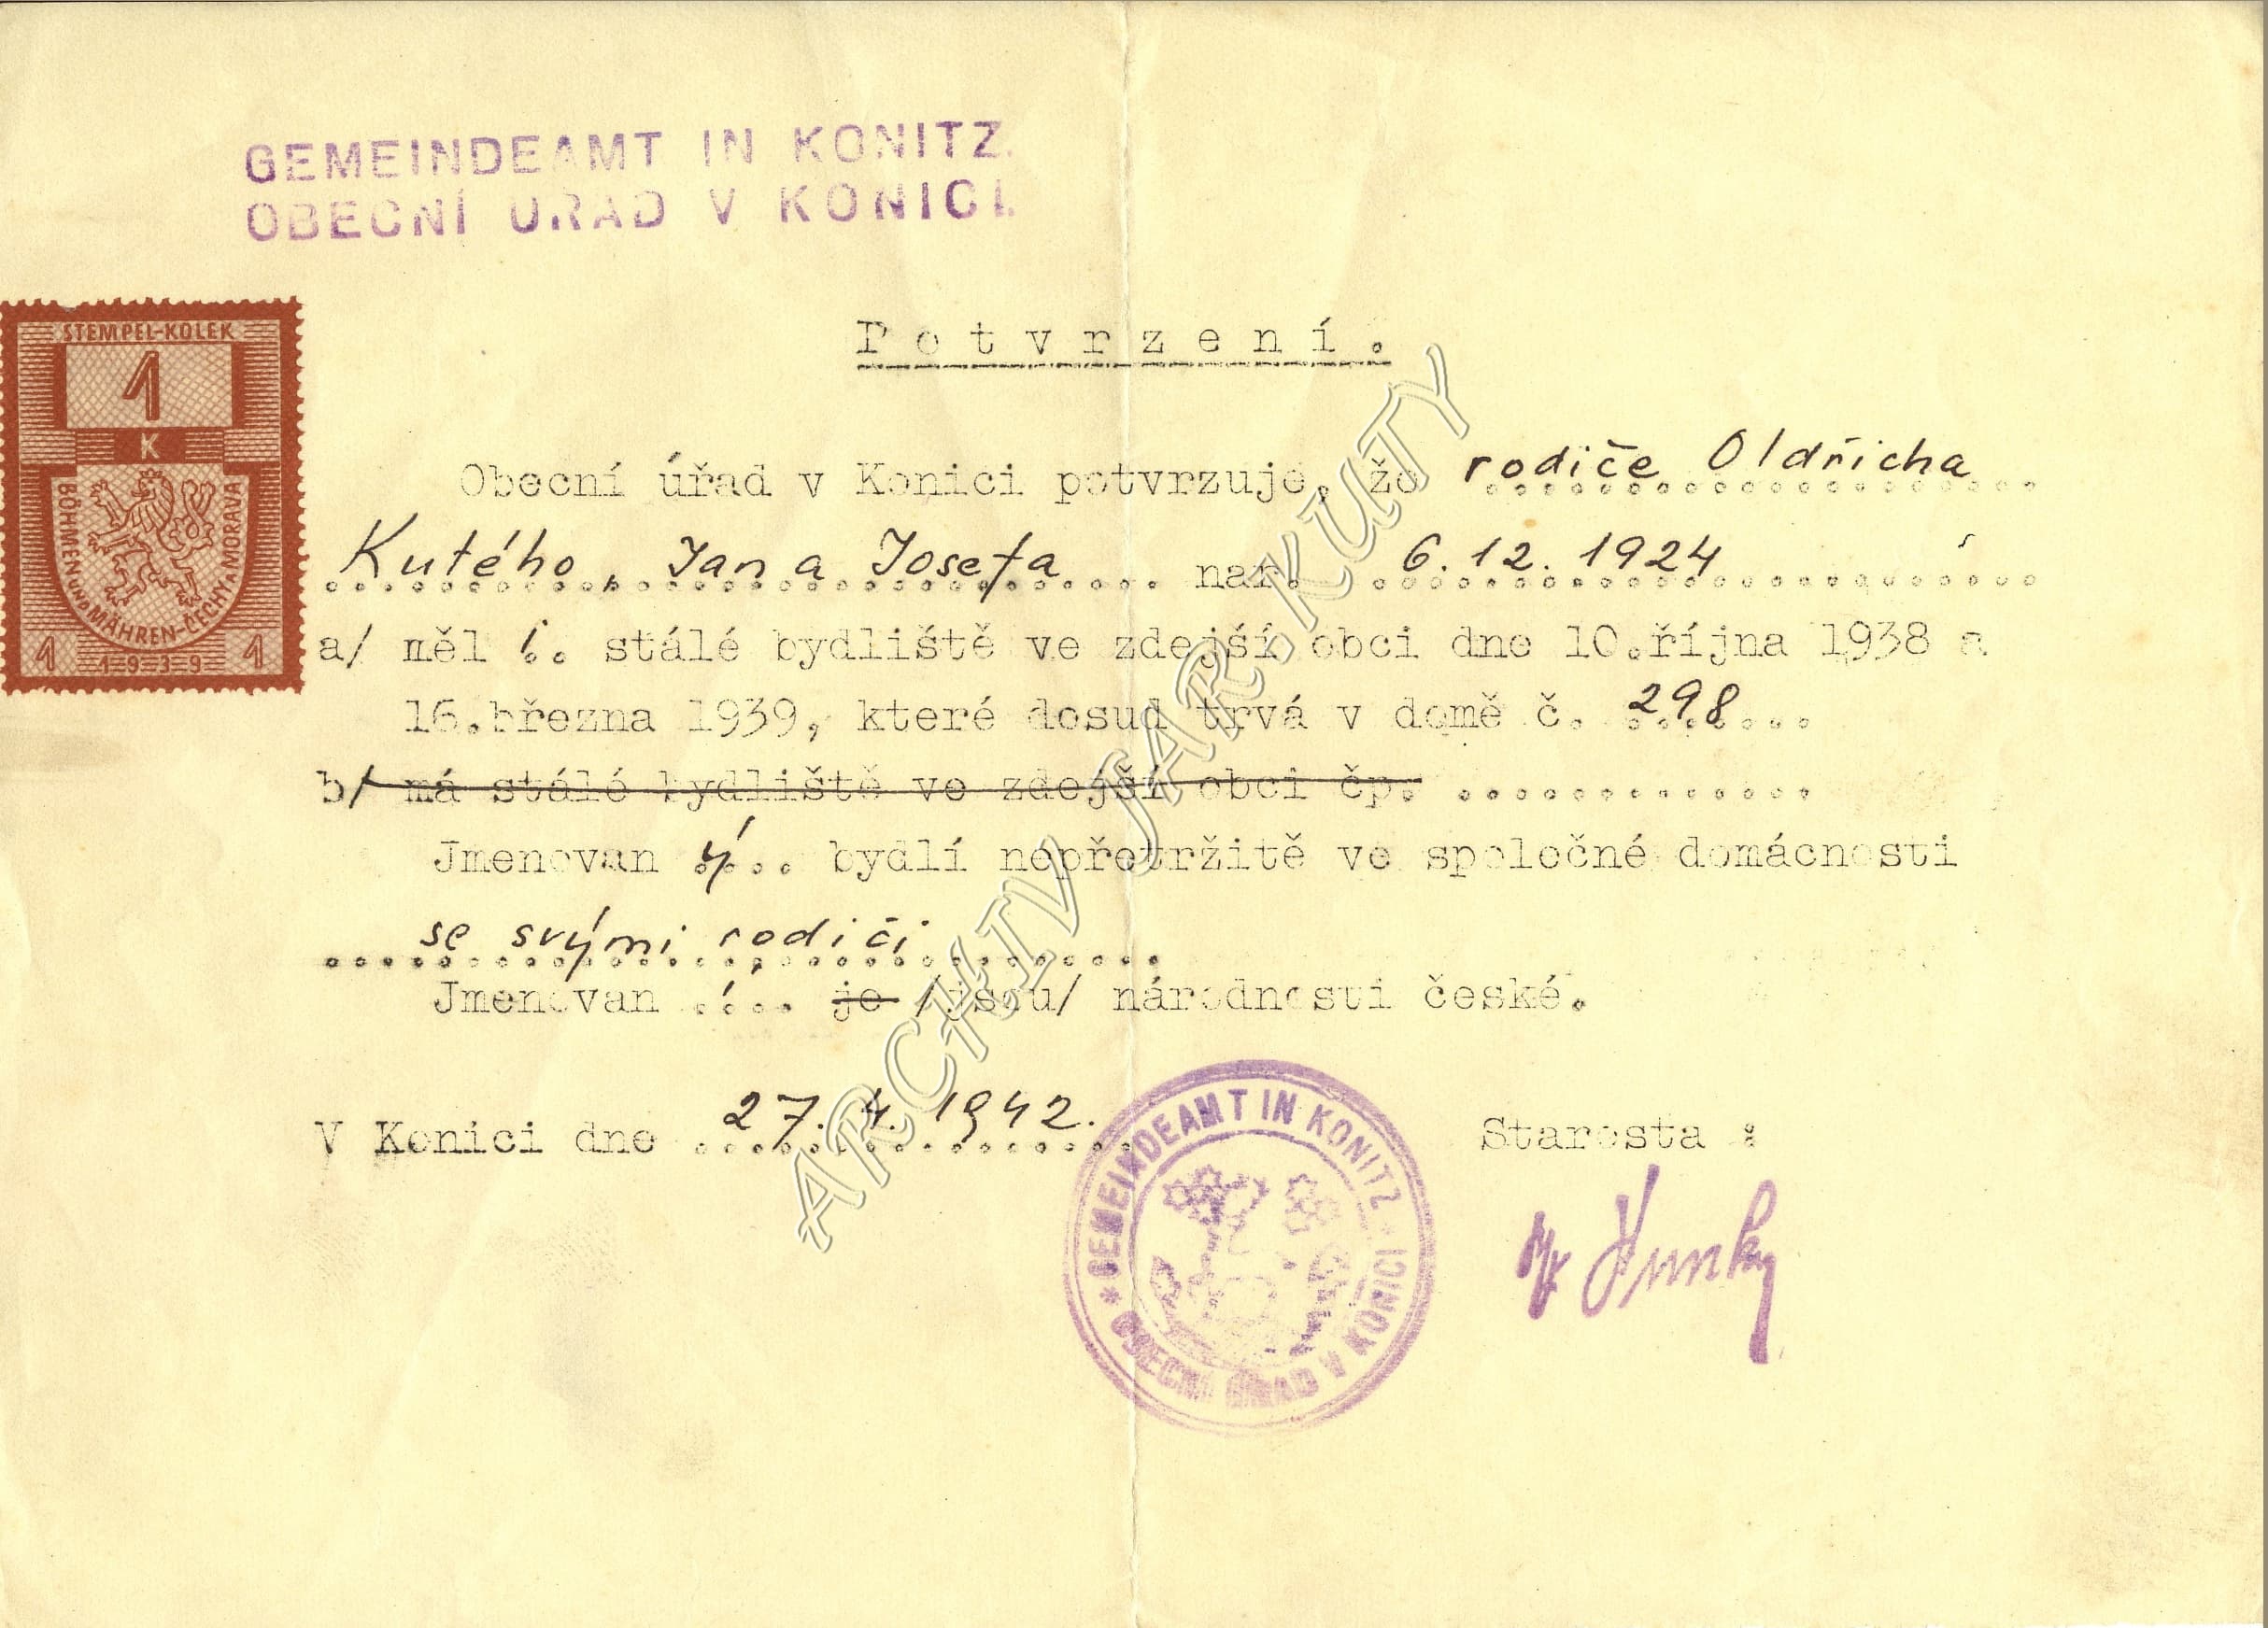 GEMEINDEAMT IN KONITZ.
OBECNÍ ÚŘAD V KONICI.
STEMPEL-KOLEK
1
K
BÖHMEN UND MÄHREN-ČECHY A MORAVA
1 1939 1
Potvrzení.
Obecní úřad v Konici potvrzuje, že rodiče Oldřicha
Kutého, Jan a Josefa nar. 6.12.1924
a/ měl i. stálé bydliště ve zdejší obci dne 10.října 1938 a
16.března 1939, které dosud trvá v domě č. 298
b/ má stálé bydliště ve zdejší obci čp. ............
Jmenovan ý.. bydlí nepřetržitě ve společné domácnosti
se svými rodiči
Jmenovan í.. je /jsou/ národnosti české.
V Konici dne 27.4.1942.
Starosta :
* GEMEINDEAMT IN KONITZ *
OBECNÍ ÚŘAD V KONICI
ARCHIV JAR.KUTY